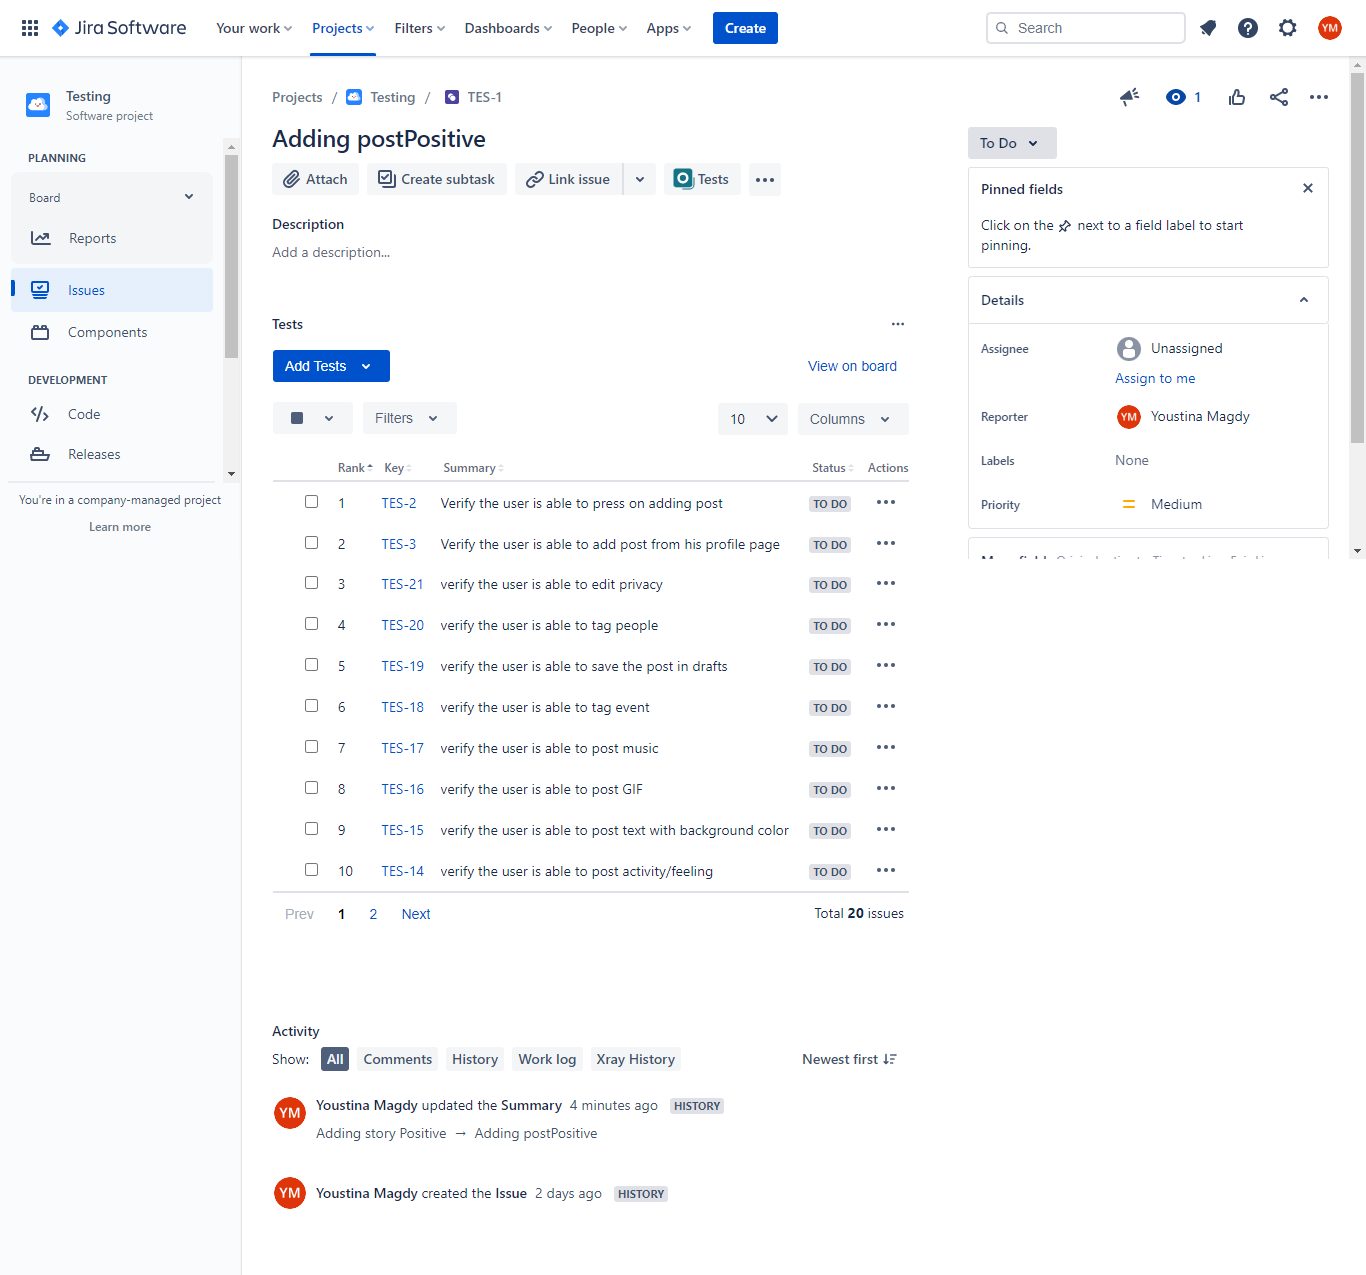 Jira Software
Your work
Projects
Filters
Dashboards
People
Apps
Create
Search
YM
Testing
Software project
PLANNING
Board
Reports
Issues
Components
DEVELOPMENT
Code
Releases
You're in a company-managed project
Learn more
Projects / Testing / TES-1
1
Adding postPositive
Attach
Create subtask
Link issue
Tests
Description
Add a description...
Tests
Add Tests
View on board
Filters
10
Columns
Rank Key Summary Status Actions
1 TES-2 Verify the user is able to press on adding post TO DO
2 TES-3 Verify the user is able to add post from his profile page TO DO
3 TES-21 verify the user is able to edit privacy TO DO
4 TES-20 verify the user is able to tag people TO DO
5 TES-19 verify the user is able to save the post in drafts TO DO
6 TES-18 verify the user is able to tag event TO DO
7 TES-17 verify the user is able to post music TO DO
8 TES-16 verify the user is able to post GIF TO DO
9 TES-15 verify the user is able to post text with background color TO DO
10 TES-14 verify the user is able to post activity/feeling TO DO
Prev 1 2 Next
Total 20 issues
Activity
Show: All Comments History Work log Xray History
Newest first
YM
Youstina Magdy updated the Summary 4 minutes ago HISTORY
Adding story Positive → Adding postPositive
YM
Youstina Magdy created the Issue 2 days ago HISTORY
To Do
Pinned fields
Click on the next to a field label to start
pinning.
Details
Assignee Unassigned
Assign to me
Reporter YM Youstina Magdy
Labels None
Priority Medium